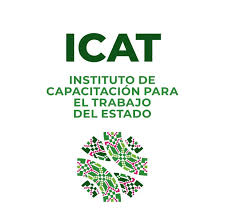 ICAT
INSTITUTO DE
CAPACITACIÓN PARA
EL TRABAJO
DEL ESTADO